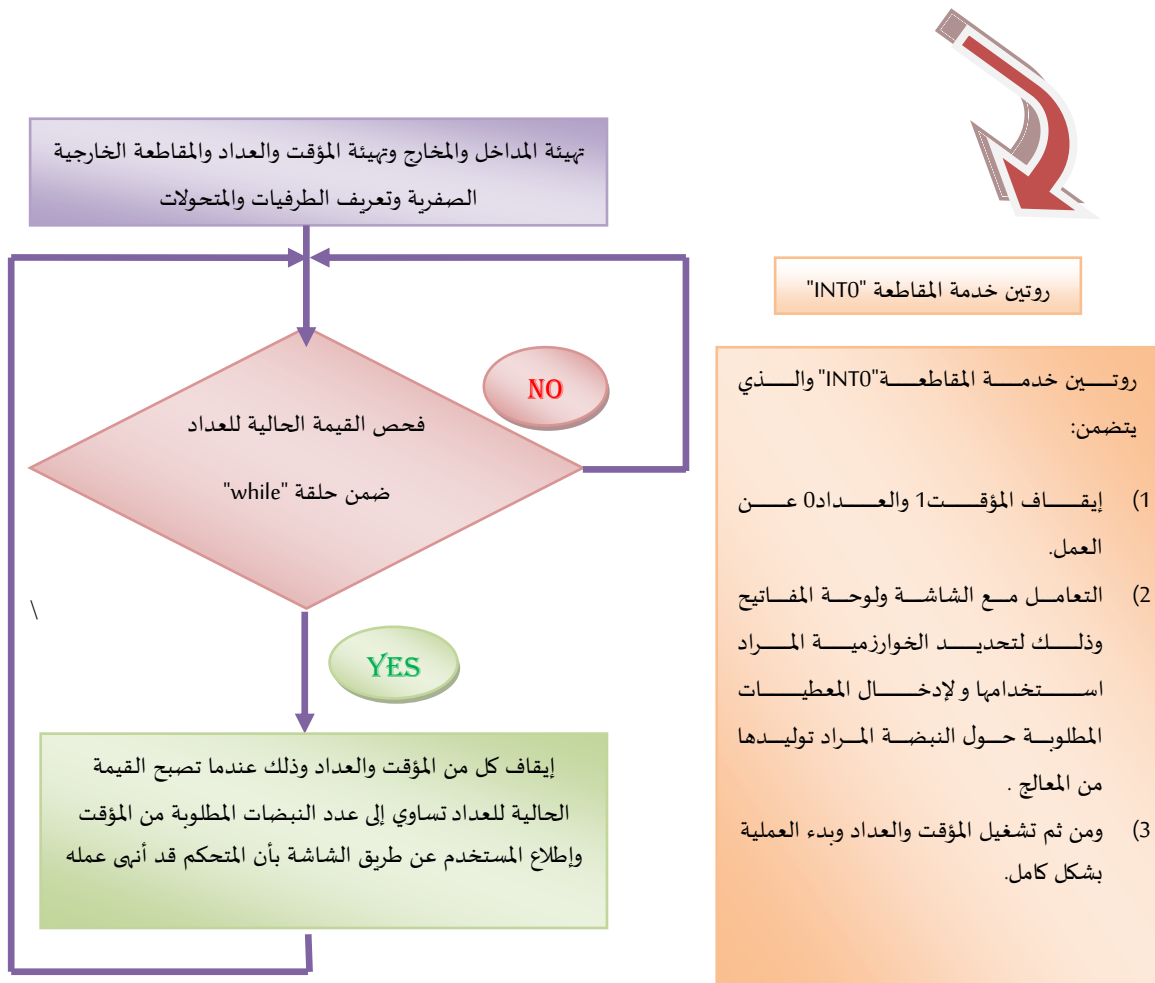 تهيئة المداخل والمخارج وتهيئة المؤقت والعداد والمقاطعة الخارجية
الصفرية وتعريف الطرفيات والمتحولات
فحص القيمة الحالية للعداد
ضمن حلقة "while"
NO
YES
\
إيقاف كل من المؤقت والعداد وذلك عندما تصبح القيمة
الحالية للعداد تساوي إلى عدد النبضات المطلوبة من المؤقت
وإطلاع المستخدم عن طريق الشاشة بأن المتحكم قد أنهى عمله
روتين خدمة المقاطعة "INT0"
روتين خدمة المقاطعة"INT0" والذي
يتضمن:
1) إيقاف المؤقت1 والعداد0 عن
العمل.
2) التعامل مع الشاشة ولوحة المفاتيح
وذلك لتحديد الخوارزمية المراد
استخدامها ولإدخال المعطيات
المطلوبة حول النبضة المراد توليدها
من المعالج .
3) ومن ثم تشغيل المؤقت والعداد وبدء العملية
بشكل كامل.